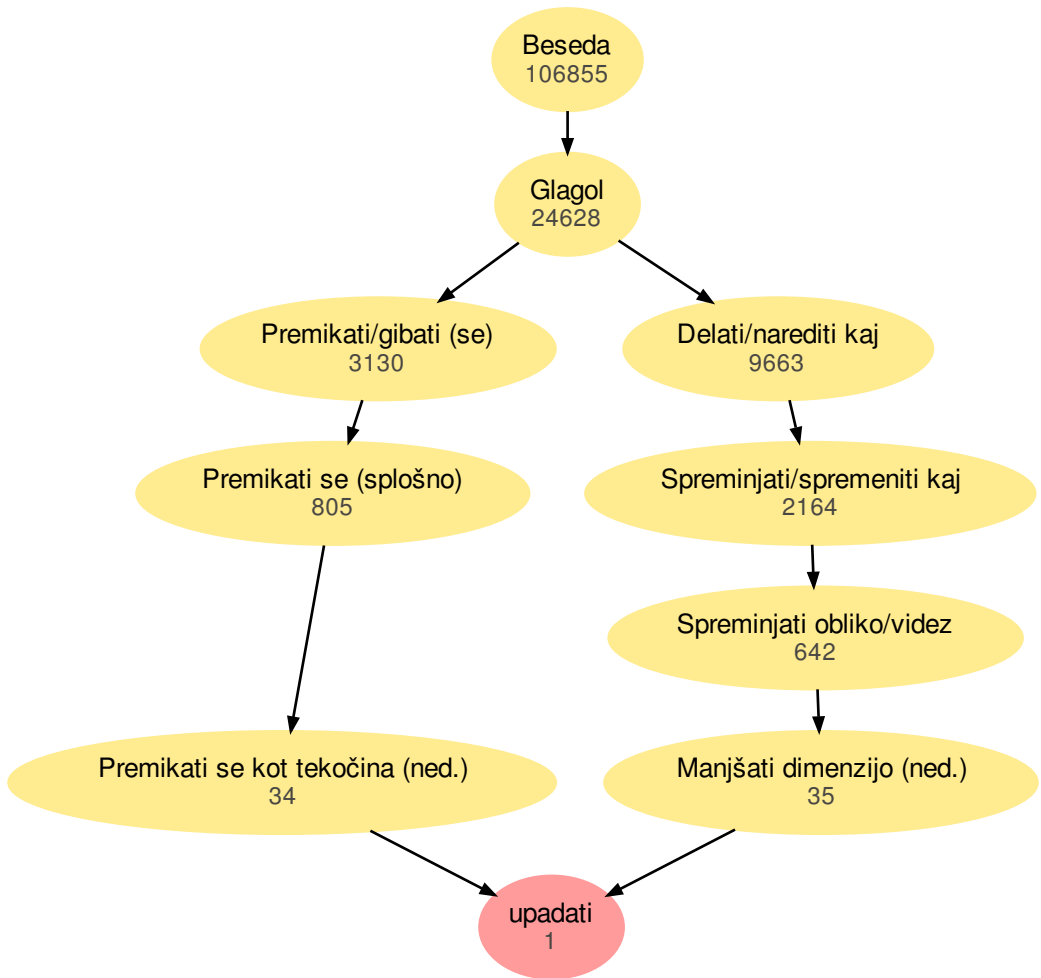 Beseda
106855
Glagol
24628
Premikati/gibati (se)
3130
Delati/narediti kaj
9663
Premikati se (splošno)
805
Spreminjati/spremeniti kaj
2164
Spreminjati obliko/videz
642
Premikati se kot tekočina (ned.)
34
Manjšati dimenzijo (ned.)
35
upadati
1